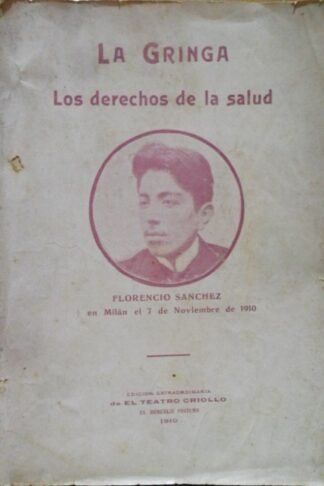 LA GRINGA
Los derechos de la salud
FLORENCIO SANCHEZ
en Milán el 7 de Noviembre de 1910
EDICION EXTRAORDINARIA
de EL TEATRO CRIOLLO
EL
1910